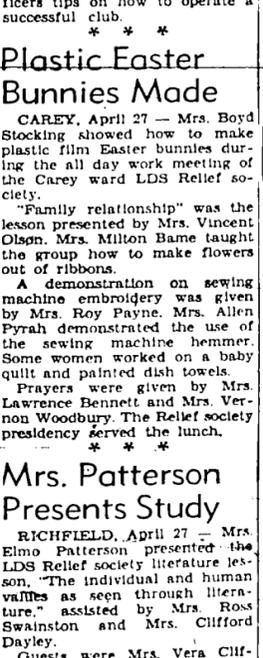 ficers tips on how to operate a
successful club.
* * *
Plastic Easter
Bunnies Made
CAREY, April 27 — Mrs. Boyd
Stocking showed how to make
plastic film Easter bunnies dur-
ing the all day work meeting of
the Carey ward LDS Relief so-
ciety.
"Family relationship" was the
lesson presented by Mrs. Vincent
Olson. Mrs. Milton Bame taught
the group how to make flowers
out of ribbons.
A demonstration on sewing
machine embroidery was given
by Mrs. Roy Payne. Mrs. Allen
Pyrah demonstrated the use of
the sewing machine hemmer.
Some women worked on a baby
quilt and painted dish towels.
Prayers were given by Mrs.
Lawrence Bennett and Mrs. Ver-
non Woodbury. The Relief society
presidency served the lunch.
* * *
Mrs. Patterson
Presents Study
RICHFIELD, April 27 — Mrs.
Elmo Patterson presented the
LDS Relief society literature les-
son, "The individual and human
values as seen through litera-
ture," assisted by Mrs. Ross
Swainston and Mrs. Clifford
Dayley.
Guests were Mrs. Vera Clif-